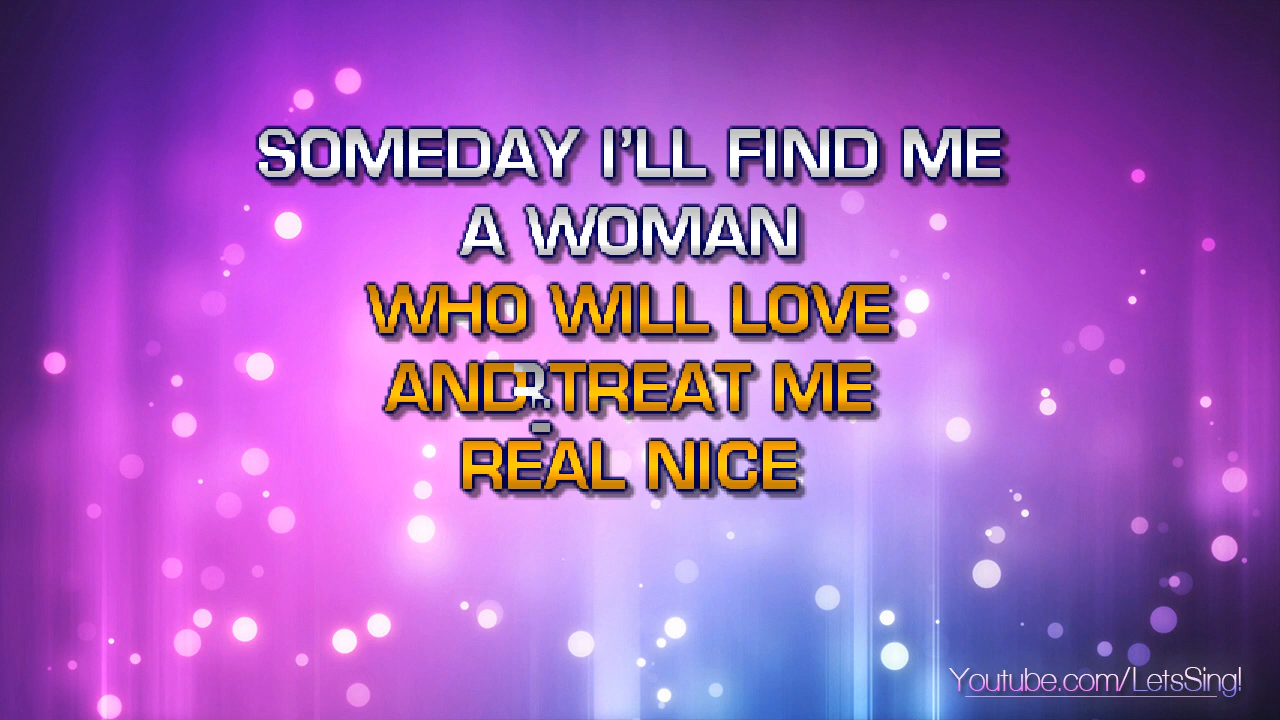 SOMEDAY I'LL FIND ME
A WOMAN
WHO WILL LOVE
AND TREAT ME
REAL NICE
Youtube.com/LetsSing!